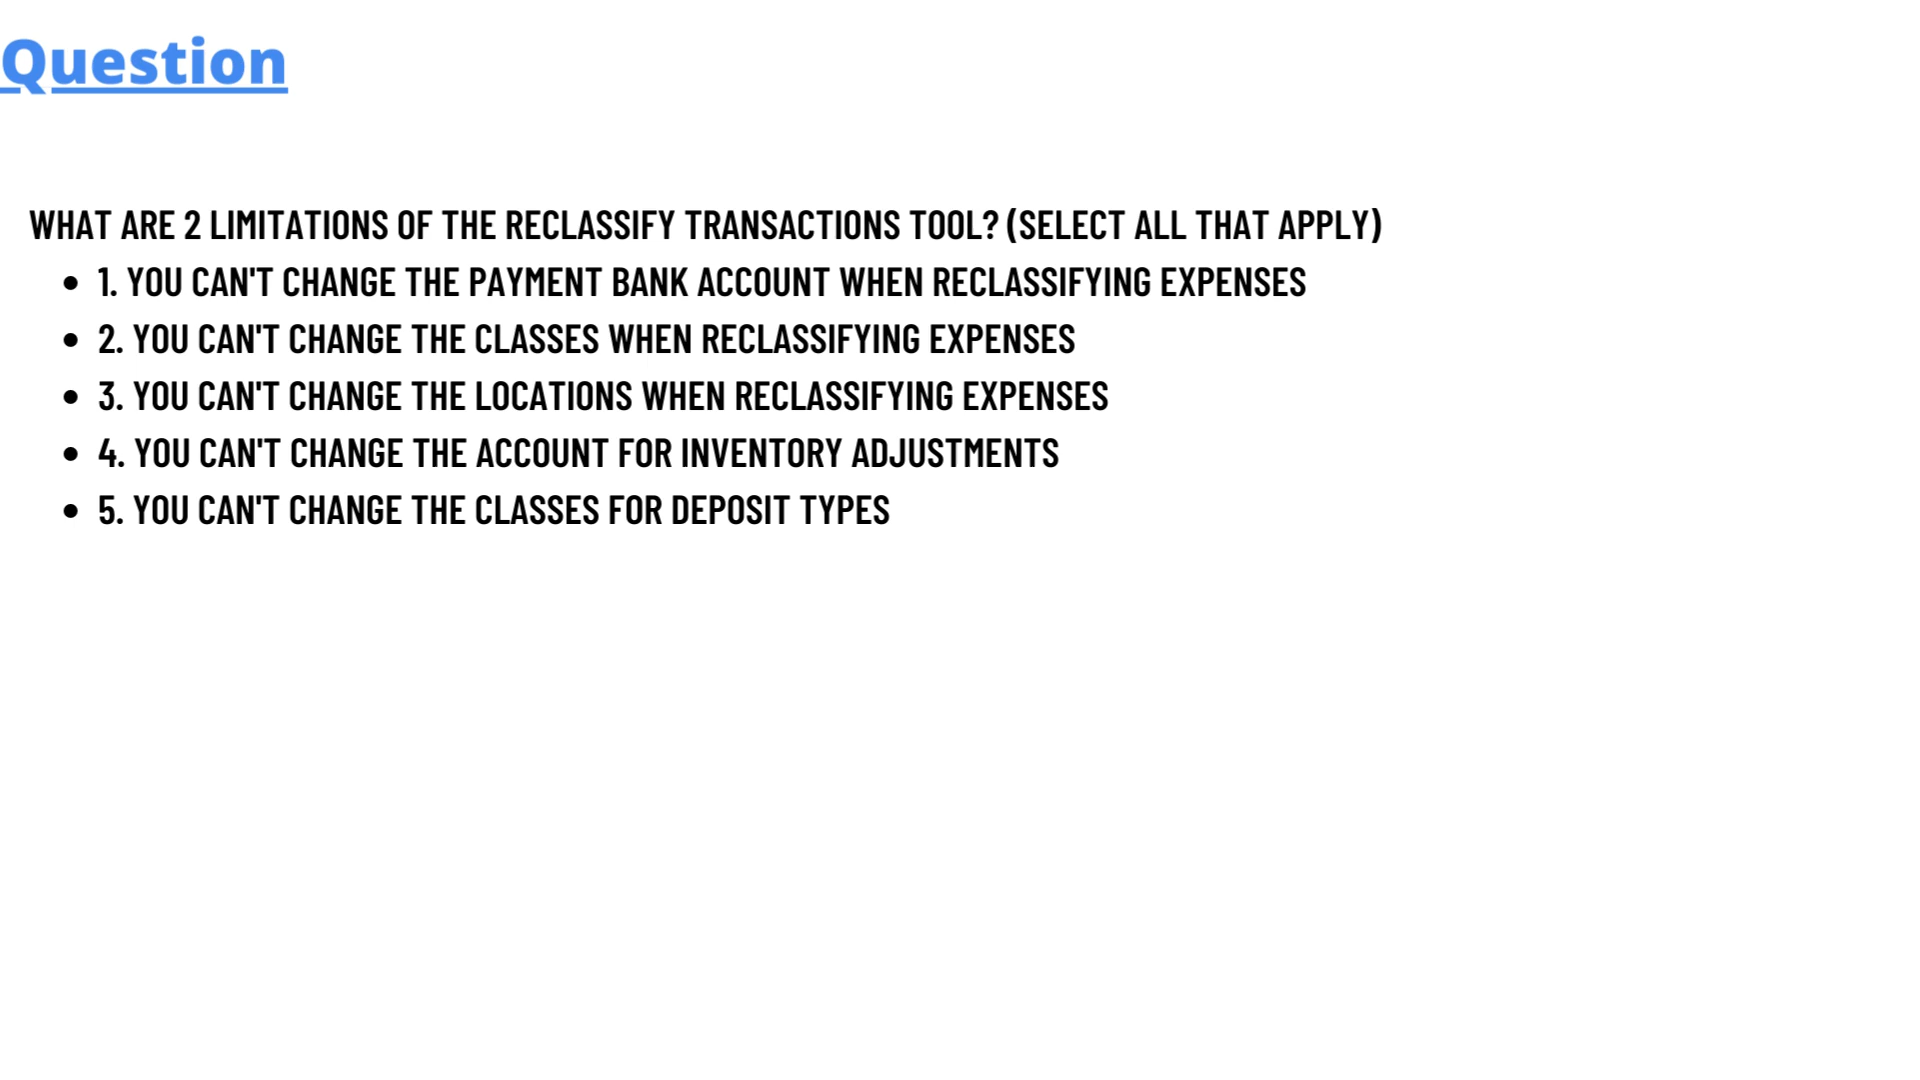 Question
WHAT ARE 2 LIMITATIONS OF THE RECLASSIFY TRANSACTIONS TOOL? (SELECT ALL THAT APPLY)
• 1. YOU CAN'T CHANGE THE PAYMENT BANK ACCOUNT WHEN RECLASSIFYING EXPENSES
• 2. YOU CAN'T CHANGE THE CLASSES WHEN RECLASSIFYING EXPENSES
• 3. YOU CAN'T CHANGE THE LOCATIONS WHEN RECLASSIFYING EXPENSES
• 4. YOU CAN'T CHANGE THE ACCOUNT FOR INVENTORY ADJUSTMENTS
• 5. YOU CAN'T CHANGE THE CLASSES FOR DEPOSIT TYPES